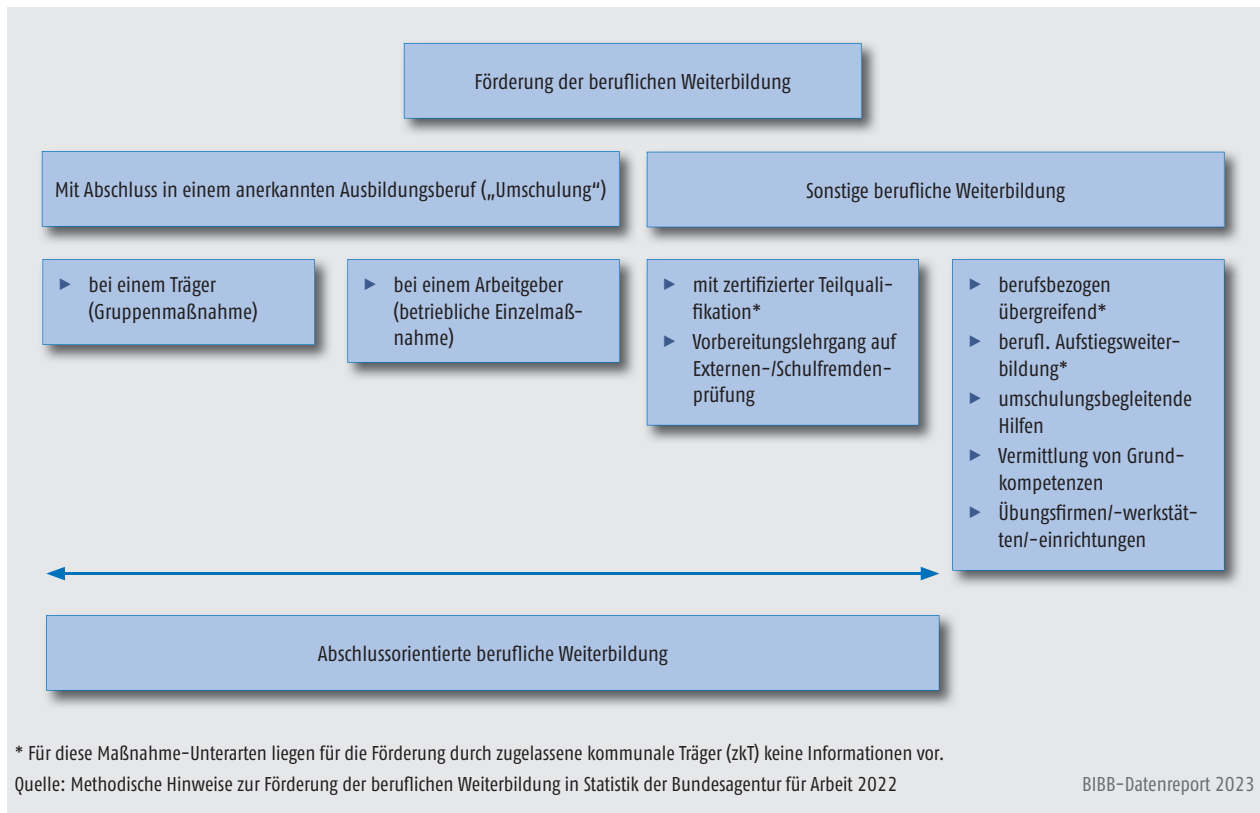 Förderung der beruflichen Weiterbildung
Mit Abschluss in einem anerkannten Ausbildungsberuf („Umschulung“)
Sonstige berufliche Weiterbildung
▶ bei einem Träger
(Gruppenmaßnahme)
▶ bei einem Arbeitgeber
(betriebliche Einzelmaß-
nahme)
▶ mit zertifizierter Teilquali-
fikation*
▶ Vorbereitungslehrgang auf
Externen-/Schulfremden-
prüfung
▶ berufsbezogen
übergreifend*
▶ berufl. Aufstiegsweiter-
bildung*
▶ umschulungsbegleitende
Hilfen
▶ Vermittlung von Grund-
kompetenzen
▶ Übungsfirmen/-werkstät-
ten/-einrichtungen
Abschlussorientierte berufliche Weiterbildung
* Für diese Maßnahme-Unterarten liegen für die Förderung durch zugelassene kommunale Träger (zkT) keine Informationen vor.
Quelle: Methodische Hinweise zur Förderung der beruflichen Weiterbildung in Statistik der Bundesagentur für Arbeit 2022
BIBB-Datenreport 2023